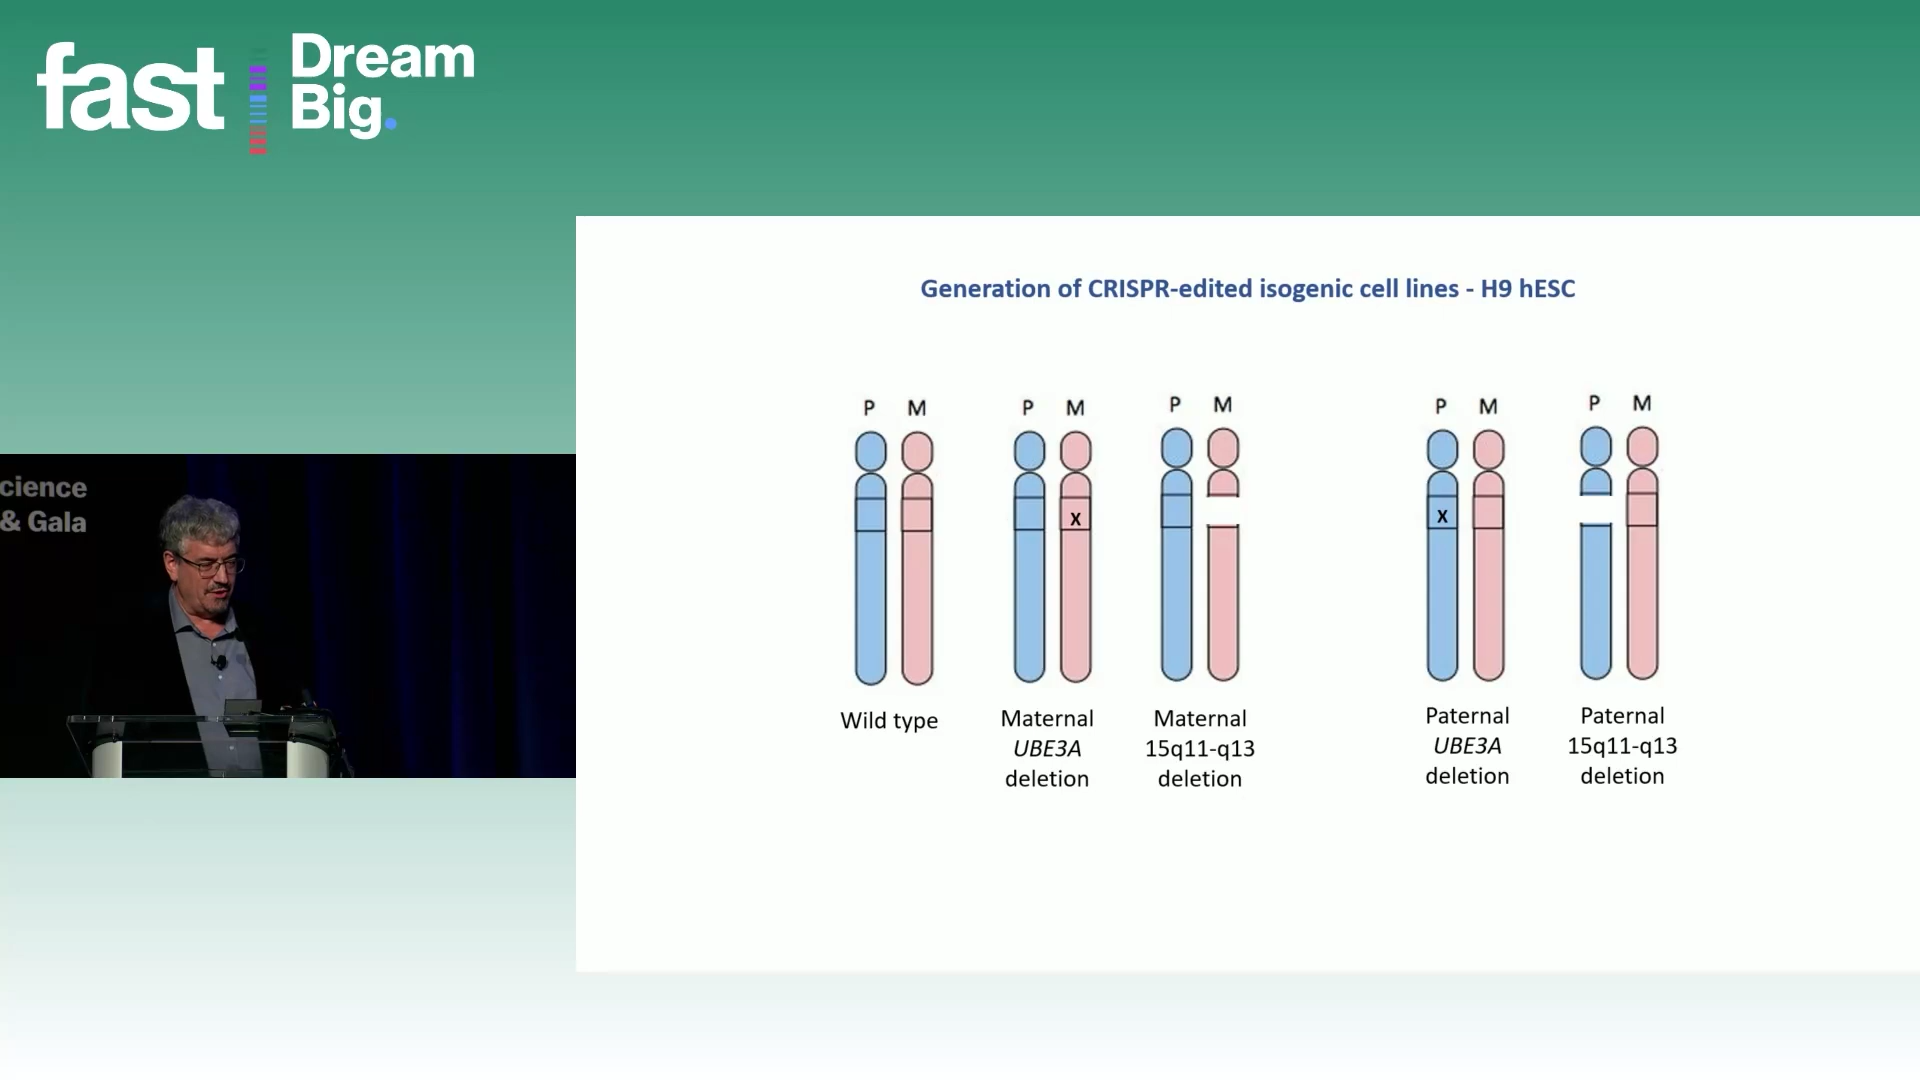 fast
Dream
Big.
cience
& Gala
Generation of CRISPR-edited isogenic cell lines - H9 hESC
P M P M P M P M P M
X
X
Wild type
Maternal
UBE3A
deletion
Maternal
15q11-q13
deletion
Paternal
UBE3A
deletion
Paternal
15q11-q13
deletion